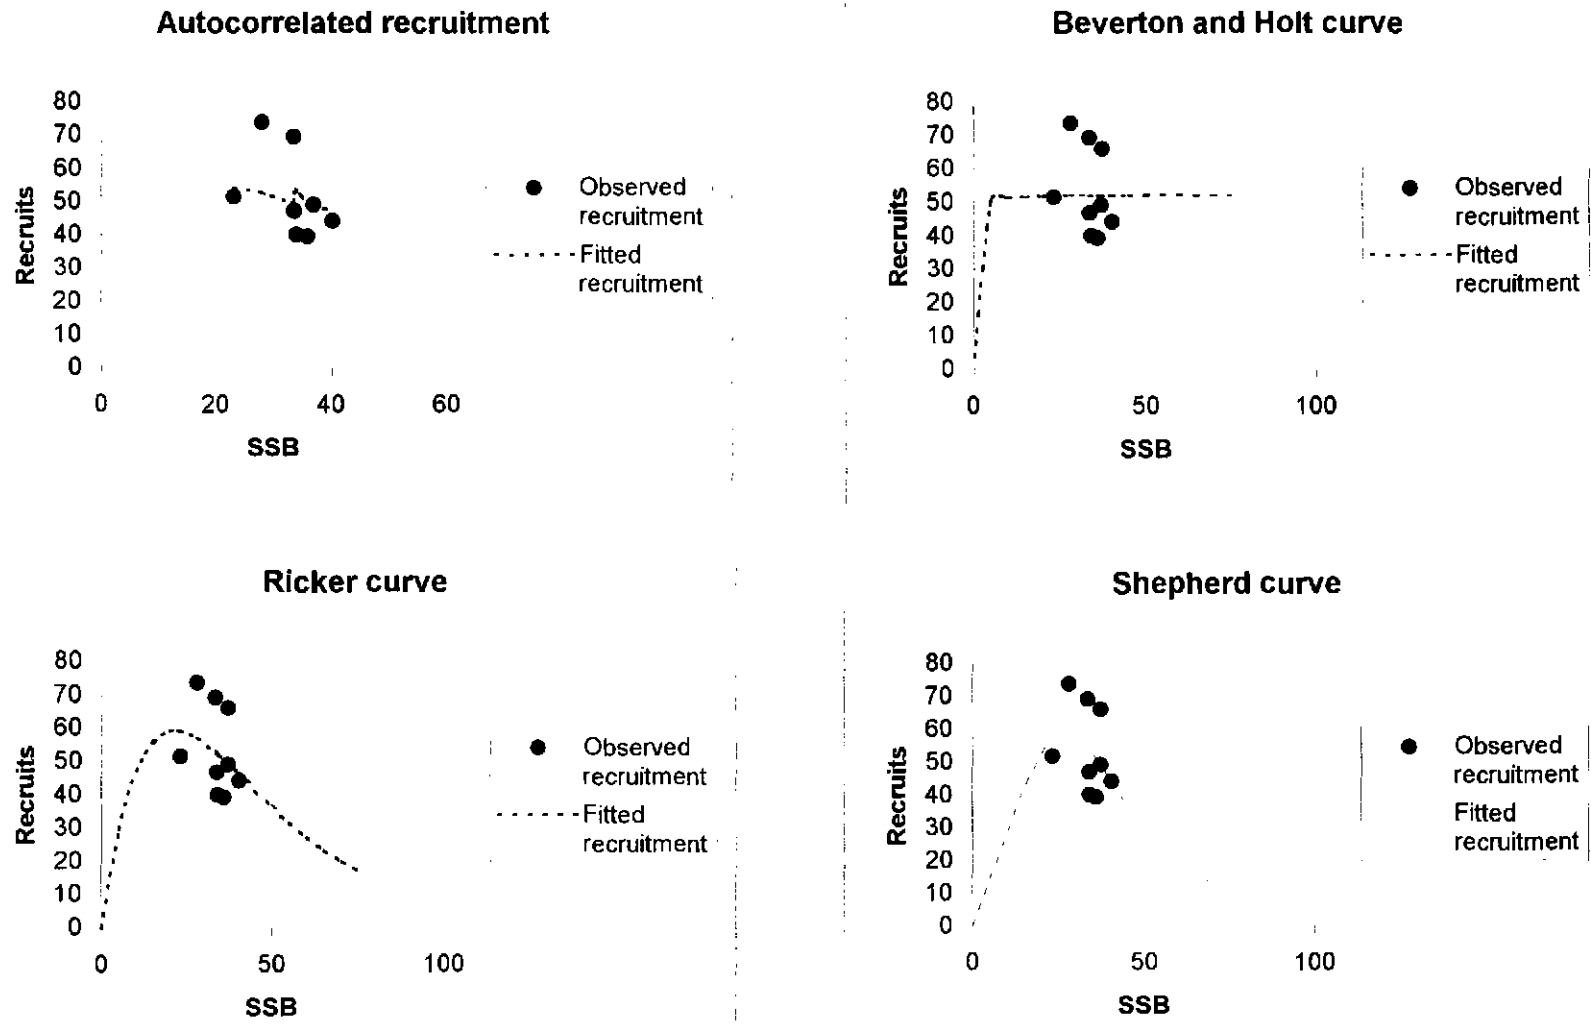 Autocorrelated recruitment
80
70
60
50
40
30
20
10
0
Recruits
0 20 40 60
SSB
Observed
recruitment
Fitted
recruitment
Beverton and Holt curve
80
70
60
50
40
30
20
10
0
Recruits
0 50 100
SSB
Observed
recruitment
Fitted
recruitment
Ricker curve
80
70
60
50
40
30
20
10
0
Recruits
0 50 100
SSB
Observed
recruitment
Fitted
recruitment
Shepherd curve
80
70
60
50
40
30
20
10
0
Recruits
0 50 100
SSB
Observed
recruitment
Fitted
recruitment